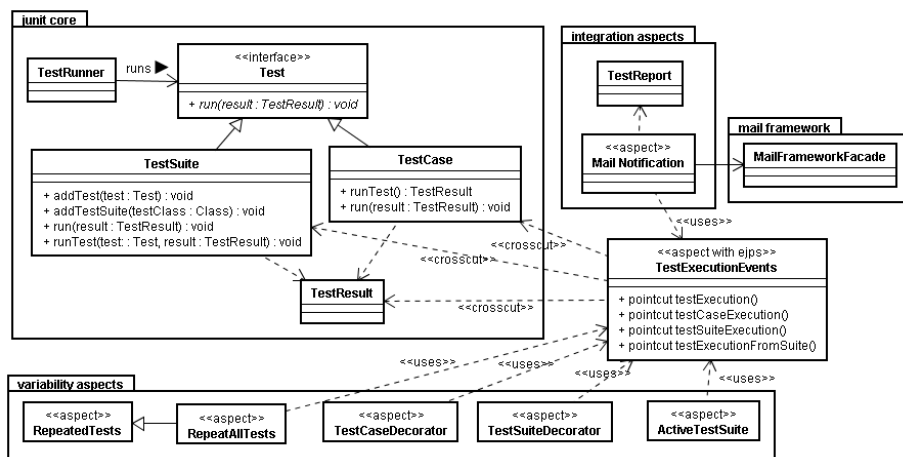 junit core
TestRunner
runs
<<interface>>
Test
+ run(result : TestResult) : void
TestSuite
+ addTest(test : Test) : void
+ addTestSuite(testClass : Class) : void
+ run(result : TestResult) : void
+ runTest(test: : Test, result : TestResult) : void
TestCase
+ runTest() : TestResult
+ run(result : TestResult) : void
TestResult
integration aspects
TestReport
<<aspect>>
Mail Notification
mail framework
MailFrameworkFacade
<<uses>>
<<crosscut>>
<<crosscut>>
<<crosscut>>
<<aspect with ejps>>
TestExecutionEvents
+ pointcut testExecution()
+ pointcut testCaseExecution()
+ pointcut testSuiteExecution()
+ pointcut testExecutionFromSuite()
<<uses>>
<<uses>>
<<uses>>
<<uses>>
variability aspects
<<aspect>>
RepeatedTests
<<aspect>>
RepeatAllTests
<<aspect>>
TestCaseDecorator
<<aspect>>
TestSuiteDecorator
<<aspect>>
ActiveTestSuite